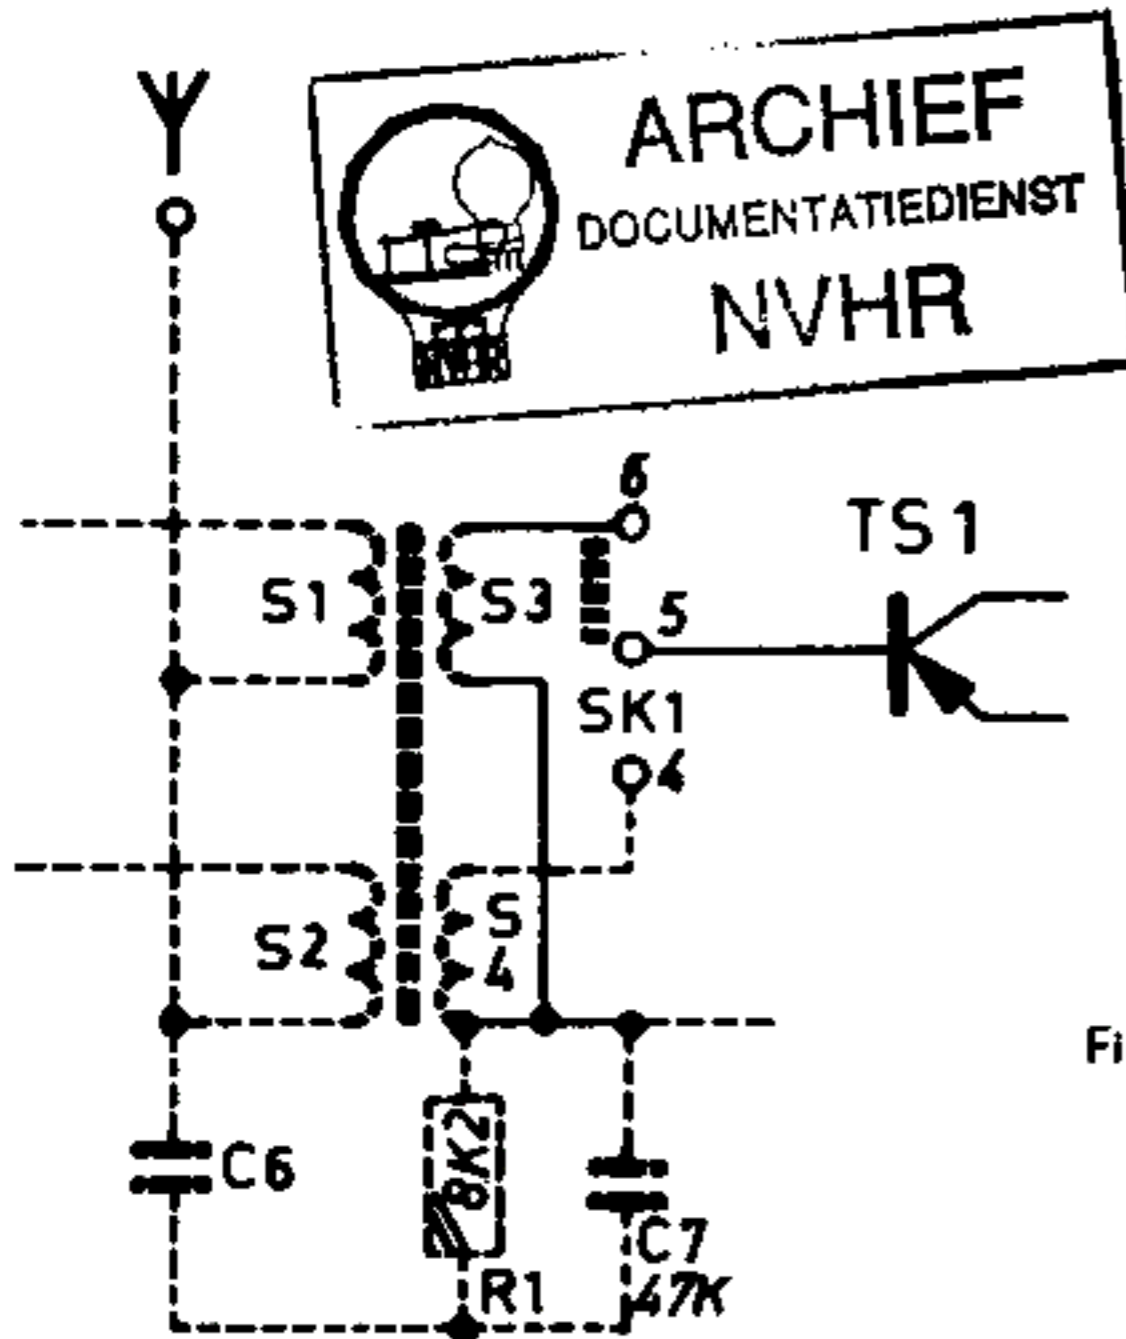 ARCHIEF
DOCUMENTATIEDIENST
NVHR
6
TS1
S1
S3
5
SK1
4
S2
S
4
Fi
C6
8K2
C7
R1
47K